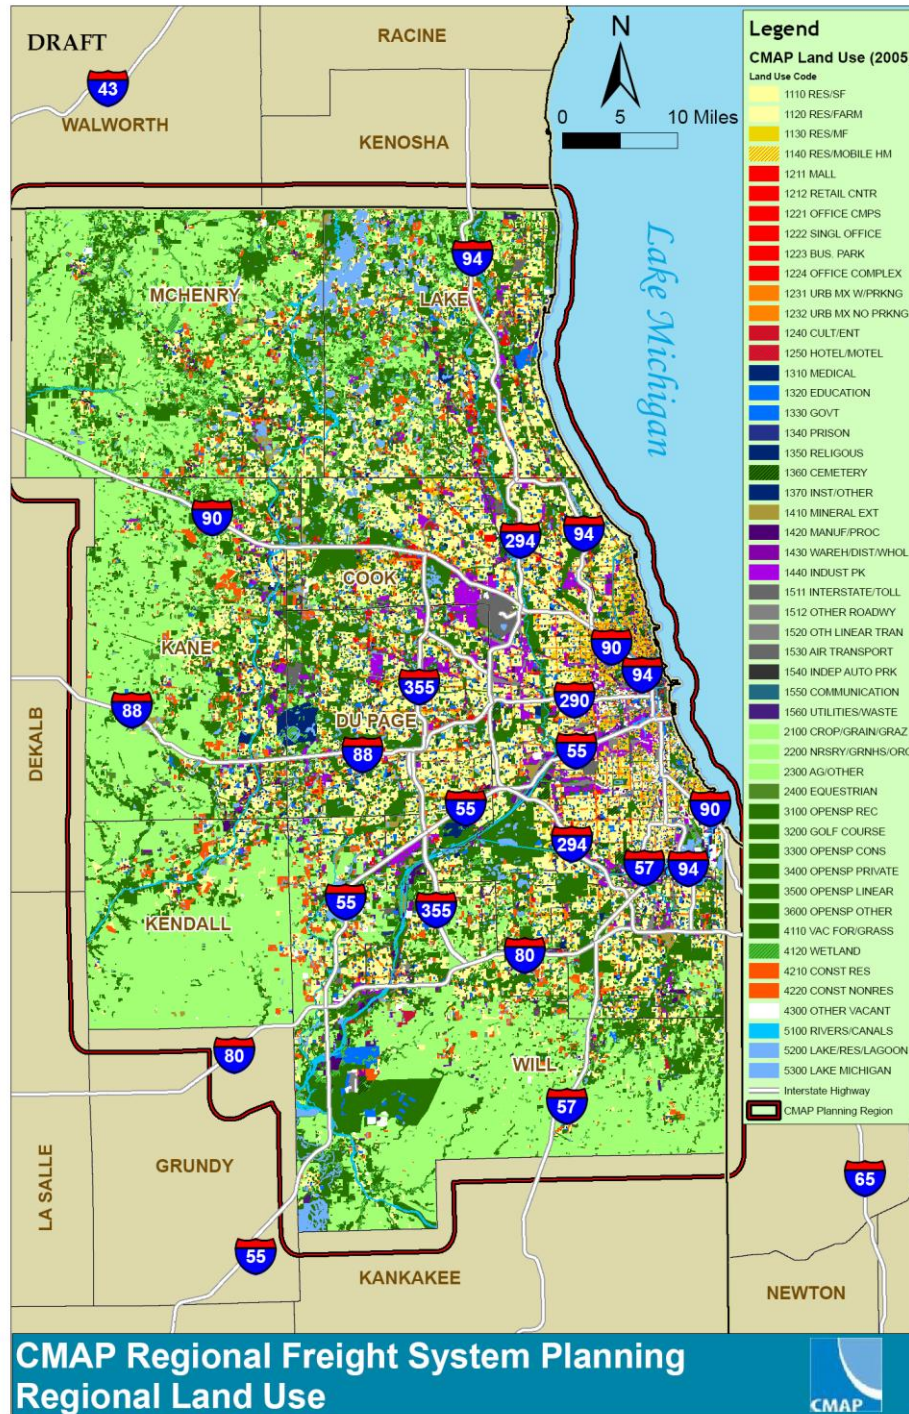 DRAFT
RACINE
N
43
WALWORTH
KENOSHA
0 5 10 Miles
Lake Michigan
94
MCHENRY
LAKE
90
294
94
COOK
KANE
90
94
355
290
88
DU PAGE
88
55
DEKALB
55
90
294
57
94
55
355
KENDALL
80
80
WILL
57
LA SALLE
GRUNDY
65
55
KANKAKEE
NEWTON
Legend
CMAP Land Use (2005
Land Use Code
1110 RES/SF
1120 RES/FARM
1130 RES/MF
1140 RES/MOBILE HM
1211 MALL
1212 RETAIL CNTR
1221 OFFICE CMPS
1222 SINGL OFFICE
1223 BUS. PARK
1224 OFFICE COMPLEX
1231 URB MX W/PRKNG
1232 URB MX NO PRKNG
1240 CULT/ENT
1250 HOTEL/MOTEL
1310 MEDICAL
1320 EDUCATION
1330 GOVT
1340 PRISON
1350 RELIGOUS
1360 CEMETERY
1370 INST/OTHER
1410 MINERAL EXT
1420 MANUF/PROC
1430 WAREH/DIST/WHOL
1440 INDUST PK
1511 INTERSTATE/TOLL
1512 OTHER ROADWY
1520 OTH LINEAR TRAN
1530 AIR TRANSPORT
1540 INDEP AUTO PRK
1550 COMMUNICATION
1560 UTILITIES/WASTE
2100 CROP/GRAIN/GRAZ
2200 NRSRY/GRNHS/ORC
2300 AG/OTHER
2400 EQUESTRIAN
3100 OPENSP REC
3200 GOLF COURSE
3300 OPENSP CONS
3400 OPENSP PRIVATE
3500 OPENSP LINEAR
3600 OPENSP OTHER
4110 VAC FOR/GRASS
4120 WETLAND
4210 CONST RES
4220 CONST NONRES
4300 OTHER VACANT
5100 RIVERS/CANALS
5200 LAKE/RES/LAGOON
5300 LAKE MICHIGAN
Interstate Highway
CMAP Planning Region
CMAP Regional Freight System Planning
Regional Land Use
CMAP